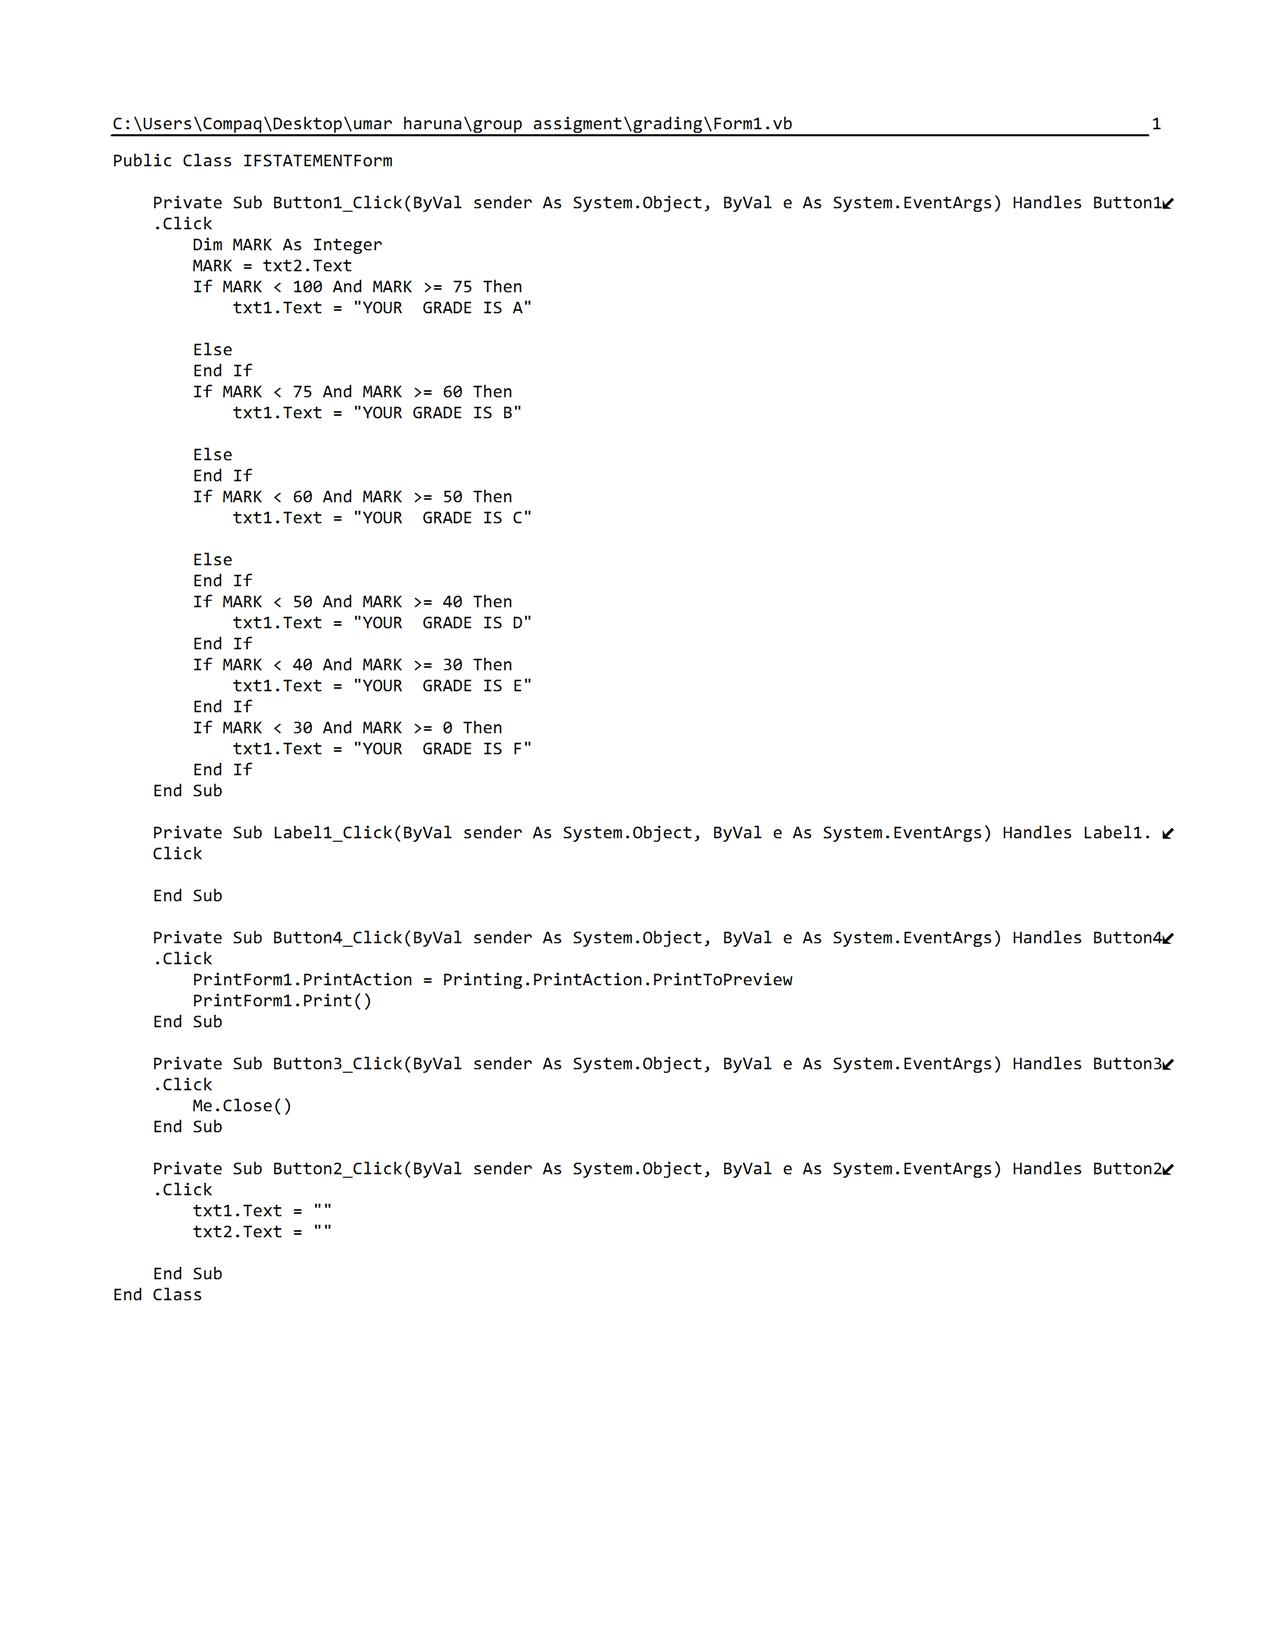 C:\Users\Compaq\Desktop\umar haruna\group assigment\grading\Form1.vb 1
Public Class IFSTATEMENTForm

    Private Sub Button1_Click(ByVal sender As System.Object, ByVal e As System.EventArgs) Handles Button1↙
    .Click
        Dim MARK As Integer
        MARK = txt2.Text
        If MARK < 100 And MARK >= 75 Then
            txt1.Text = "YOUR  GRADE IS A"

        Else
        End If
        If MARK < 75 And MARK >= 60 Then
            txt1.Text = "YOUR GRADE IS B"

        Else
        End If
        If MARK < 60 And MARK >= 50 Then
            txt1.Text = "YOUR  GRADE IS C"

        Else
        End If
        If MARK < 50 And MARK >= 40 Then
            txt1.Text = "YOUR  GRADE IS D"
        End If
        If MARK < 40 And MARK >= 30 Then
            txt1.Text = "YOUR  GRADE IS E"
        End If
        If MARK < 30 And MARK >= 0 Then
            txt1.Text = "YOUR  GRADE IS F"
        End If
    End Sub

    Private Sub Label1_Click(ByVal sender As System.Object, ByVal e As System.EventArgs) Handles Label1. ↙
    Click

    End Sub

    Private Sub Button4_Click(ByVal sender As System.Object, ByVal e As System.EventArgs) Handles Button4↙
    .Click
        PrintForm1.PrintAction = Printing.PrintAction.PrintToPreview
        PrintForm1.Print()
    End Sub

    Private Sub Button3_Click(ByVal sender As System.Object, ByVal e As System.EventArgs) Handles Button3↙
    .Click
        Me.Close()
    End Sub

    Private Sub Button2_Click(ByVal sender As System.Object, ByVal e As System.EventArgs) Handles Button2↙
    .Click
        txt1.Text = ""
        txt2.Text = ""

    End Sub
End Class